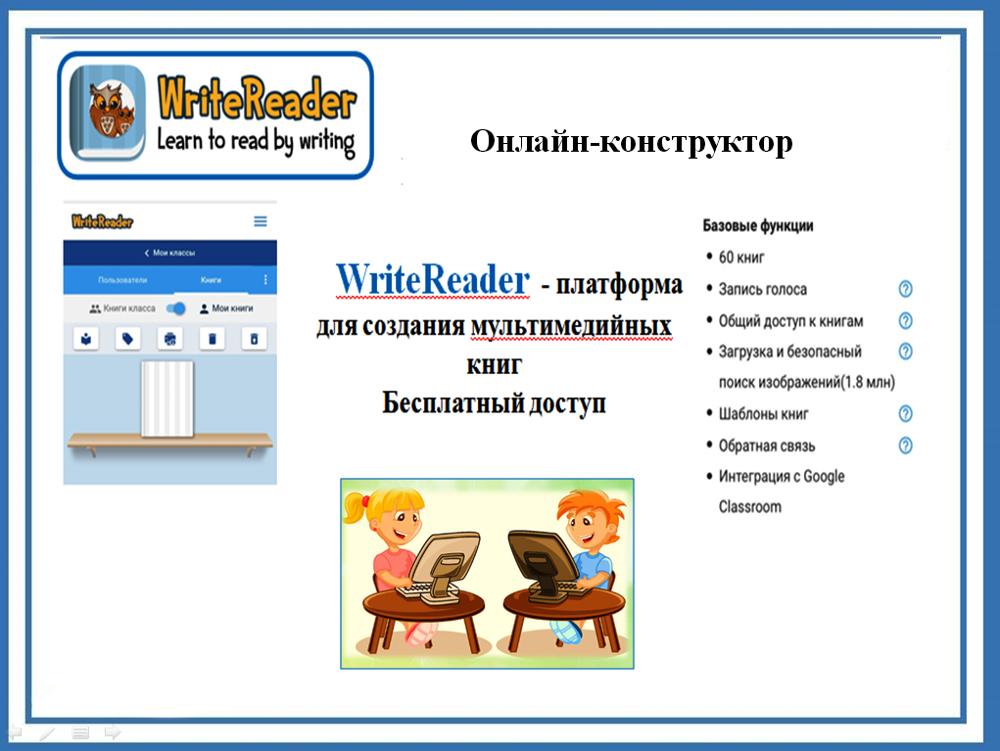 WriteReader
Learn to read by writing
Онлайн-конструктор
WriteReader
Мои классы
Пользователи
Книги
Книги класса
Мои книги
WriteReader - платформа
для создания мультимедийных
книг
Бесплатный доступ
Базовые функции
• 60 книг
• Запись голоса
• Общий доступ к книгам
• Загрузка и безопасный
поиск изображений(1.8 млн)
• Шаблоны книг
• Обратная связь
• Интеграция с Google
Classroom